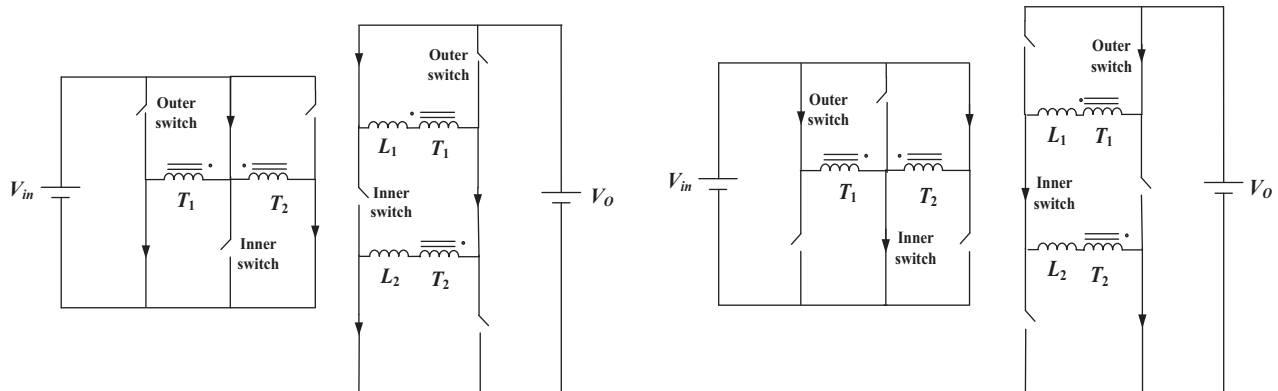 Outer
switch
V_in
T_1
T_2
Inner
switch
Outer
switch
L_1
T_1
Inner
switch
L_2
T_2
V_O
Outer
switch
V_in
T_1
T_2
Inner
switch
Outer
switch
L_1
T_1
Inner
switch
L_2
T_2
V_O